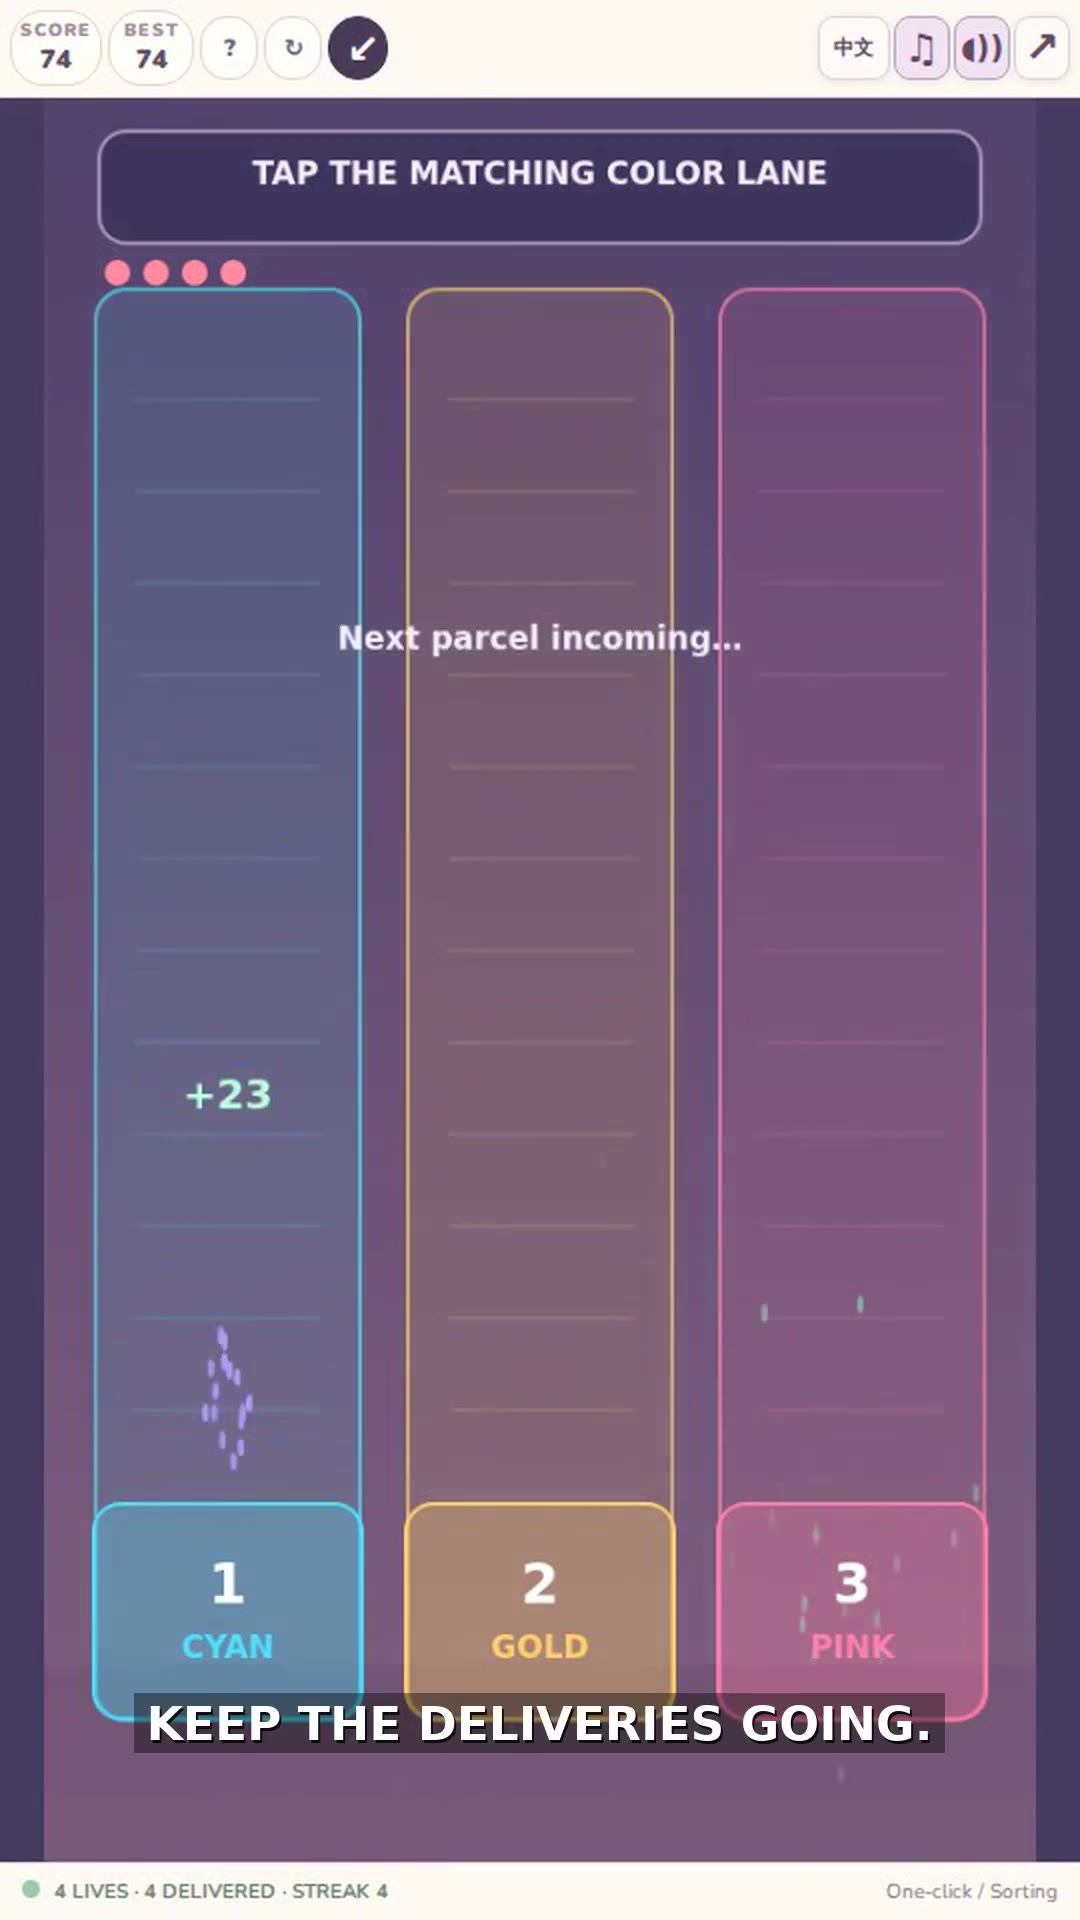 SCORE
74
BEST
74
?
↻
↙
中文
♫
↗
TAP THE MATCHING COLOR LANE
Next parcel incoming...
+23
1
CYAN
2
GOLD
3
PINK
KEEP THE DELIVERIES GOING.
4 LIVES · 4 DELIVERED · STREAK 4
One-click / Sorting